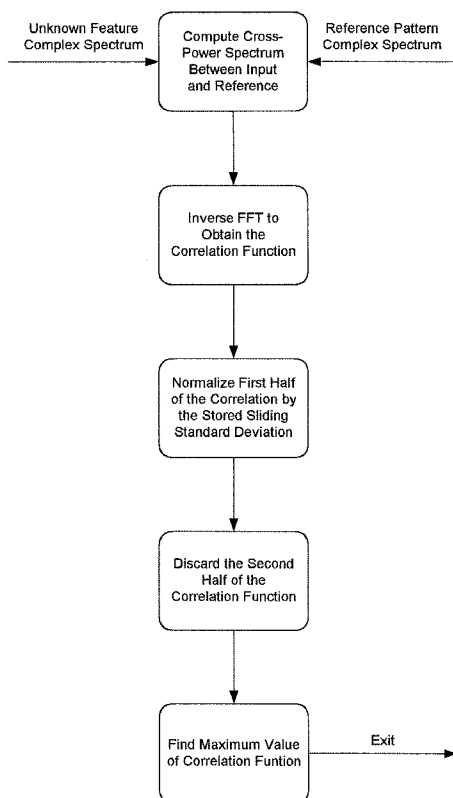 Unknown Feature
Complex Spectrum
Compute Cross-
Power Spectrum
Between Input
and Reference
Reference Pattern
Complex Spectrum
Inverse FFT to
Obtain the
Correlation Function
Normalize First Half
of the Correlation by
the Stored Sliding
Standard Deviation
Discard the Second
Half of the
Correlation Function
Find Maximum Value
of Correlation Funtion
Exit